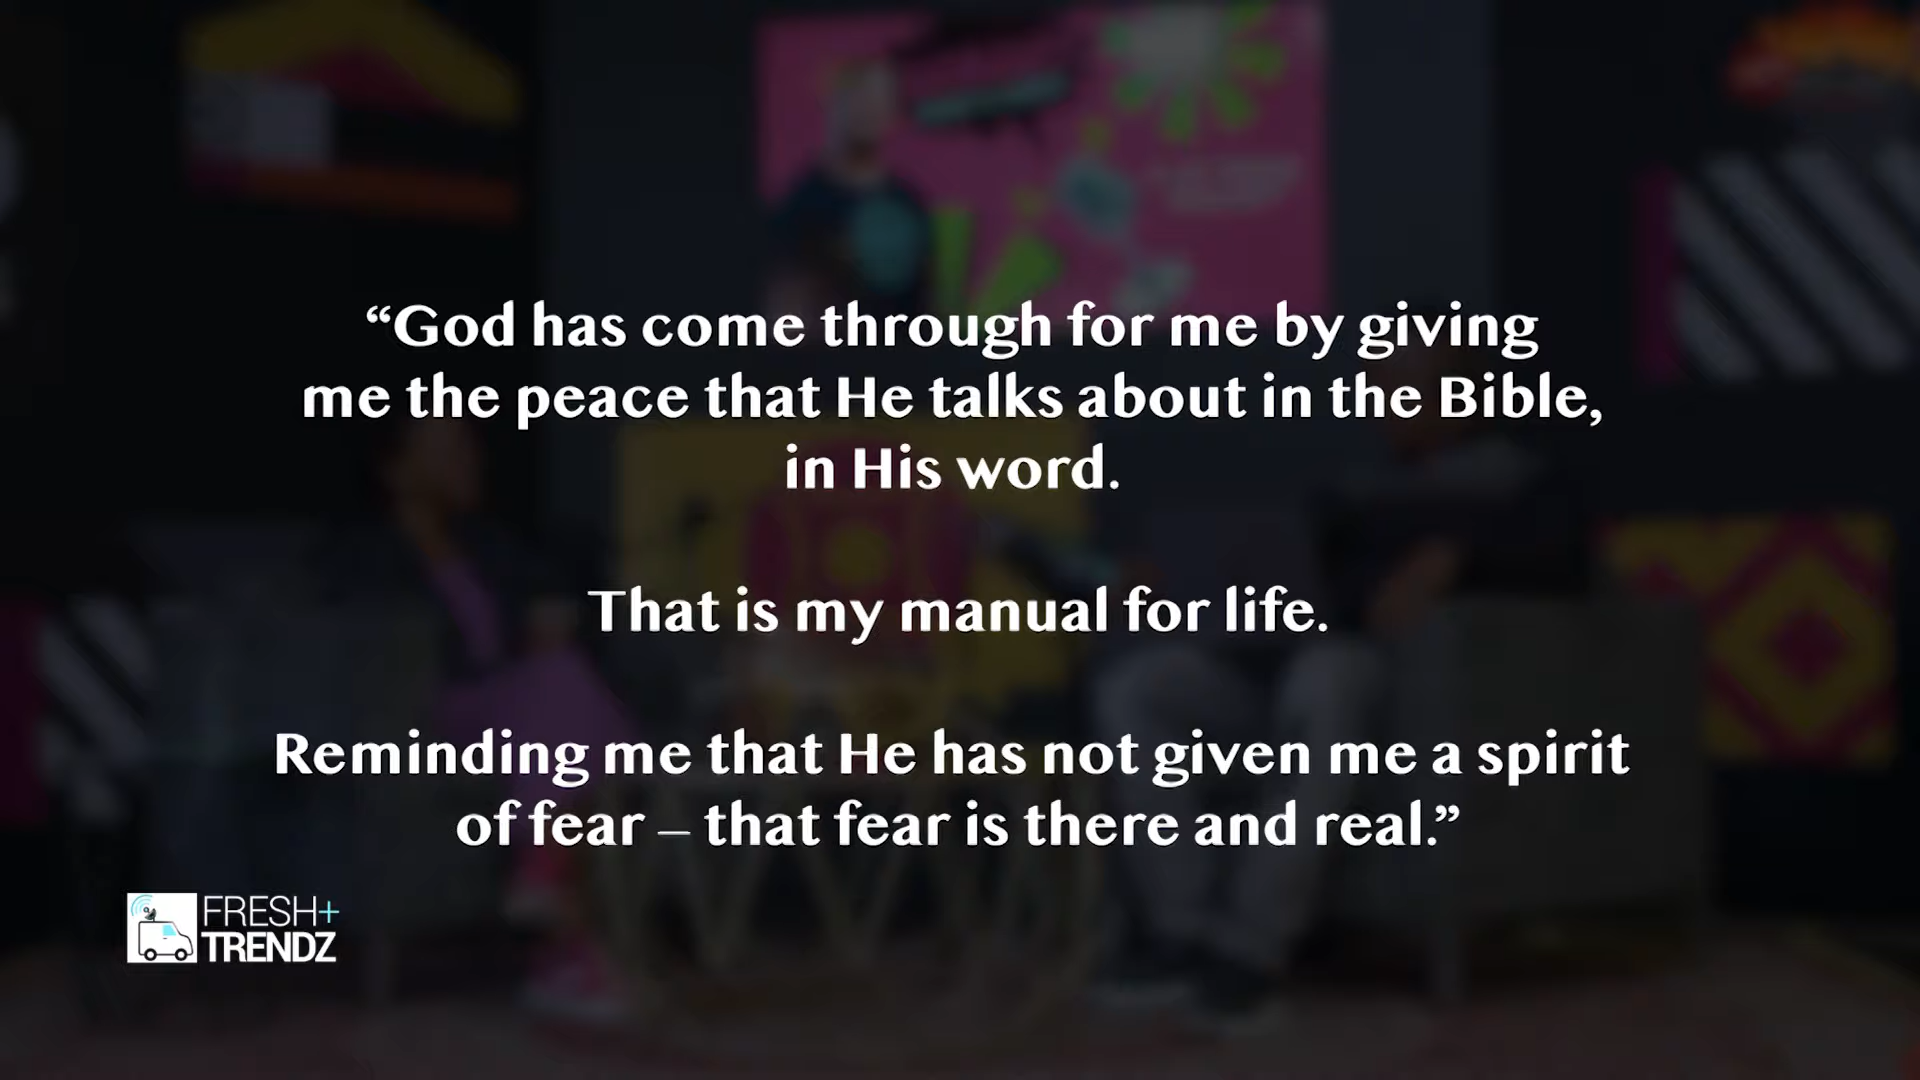 “God has come through for me by giving
me the peace that He talks about in the Bible,
in His word.
That is my manual for life.
Reminding me that He has not given me a spirit
of fear – that fear is there and real.”
FRESH+
TRENDZ